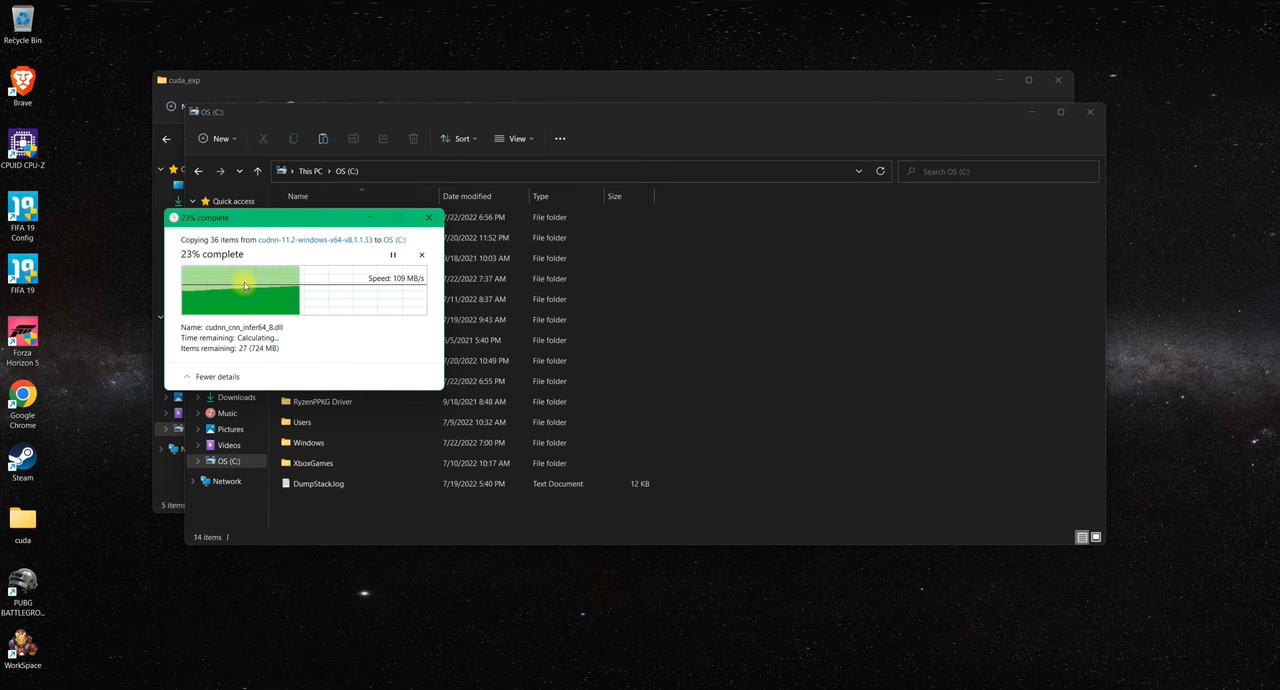 Recycle Bin
Brave
CPUID CPU-Z
FIFA 19
Config
FIFA 19
Forza
Horizon 5
Google
Chrome
Steam
cuda
PUBG
BATTLEGRO...
WorkSpace
cuda_exp
OS (C:)
New
Sort
View
This PC > OS (C:)
Search OS (C:)
Name
Date modified
Type
Size
Quick access
7/22/2022 6:56 PM File folder
7/20/2022 11:52 PM File folder
9/18/2021 10:03 AM File folder
7/22/2022 7:37 AM File folder
7/11/2022 8:37 AM File folder
7/19/2022 9:43 AM File folder
6/5/2021 5:40 PM File folder
7/20/2022 10:49 PM File folder
7/22/2022 6:55 PM File folder
RyzenPPKG Driver 9/18/2021 8:48 AM File folder
Users 7/9/2022 10:32 AM File folder
Windows 7/22/2022 7:00 PM File folder
XboxGames 7/10/2022 10:17 AM File folder
DumpStack.log 7/19/2022 5:40 PM Text Document 12 KB
23% complete
Copying 36 items from cudnn-11.2-windows-x64-v8.1.1.33 to OS (C:)
23% complete
Speed: 109 MB/s
Name: cudnn_cnn_infer64_8.dll
Time remaining: Calculating...
Items remaining: 27 (724 MB)
Fewer details
Downloads
Music
Pictures
Videos
OS (C:)
Network
5 items
14 items